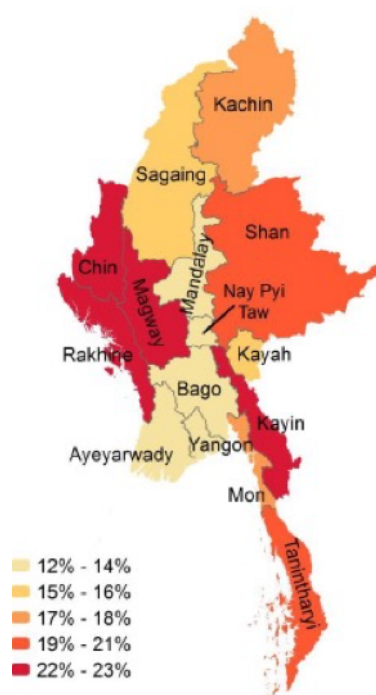 Kachin
Sagaing
Shan
Mandalay
Chin
Magway
Nay Pyi
Taw
Rakhine
Kayah
Bago
Kayin
Ayeyarwady
Yangon
Mon
Tanintharyi
12% - 14%
15% - 16%
17% - 18%
19% - 21%
22% - 23%